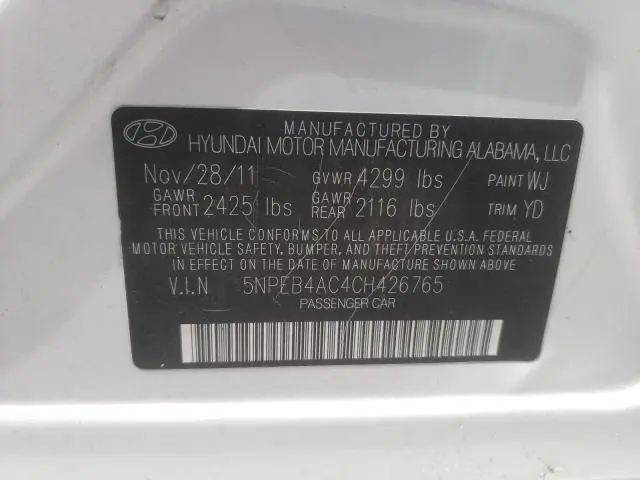 MANUFACTURED BY
HYUNDAI MOTOR MANUFACTURING ALABAMA, LLC
Nov/28/11 GVWR 4299 lbs PAINT WJ
GAWR FRONT 2425 lbs GAWR REAR 2116 lbs TRIM YD
THIS VEHICLE CONFORMS TO ALL APPLICABLE U.S.A. FEDERAL
MOTOR VEHICLE SAFETY, BUMPER, AND THEFT PREVENTION STANDARDS
IN EFFECT ON THE DATE OF MANUFACTURE SHOWN ABOVE
V.I.N 5NPEB4AC4CH426765
PASSENGER CAR